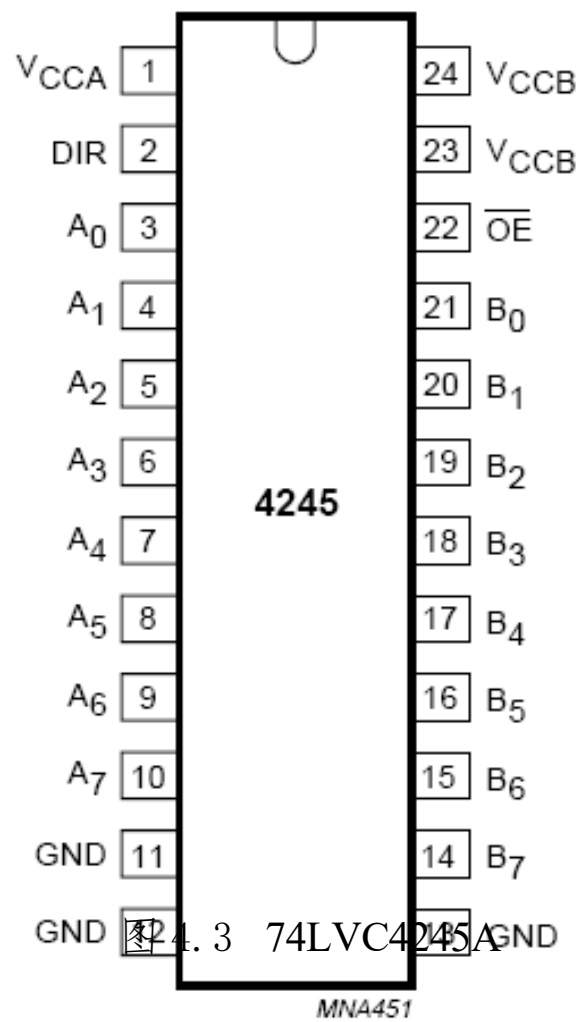 VCCA 1 24 VCCB
DIR 2 23 VCCB
A0 3 22 OE
A1 4 21 B0
A2 5 20 B1
A3 6 19 B2
4245
A4 7 18 B3
A5 8 17 B4
A6 9 16 B5
A7 10 15 B6
GND 11 14 B7
GND 12 13 GND
图 4.3 74LVC4245A
MNA451